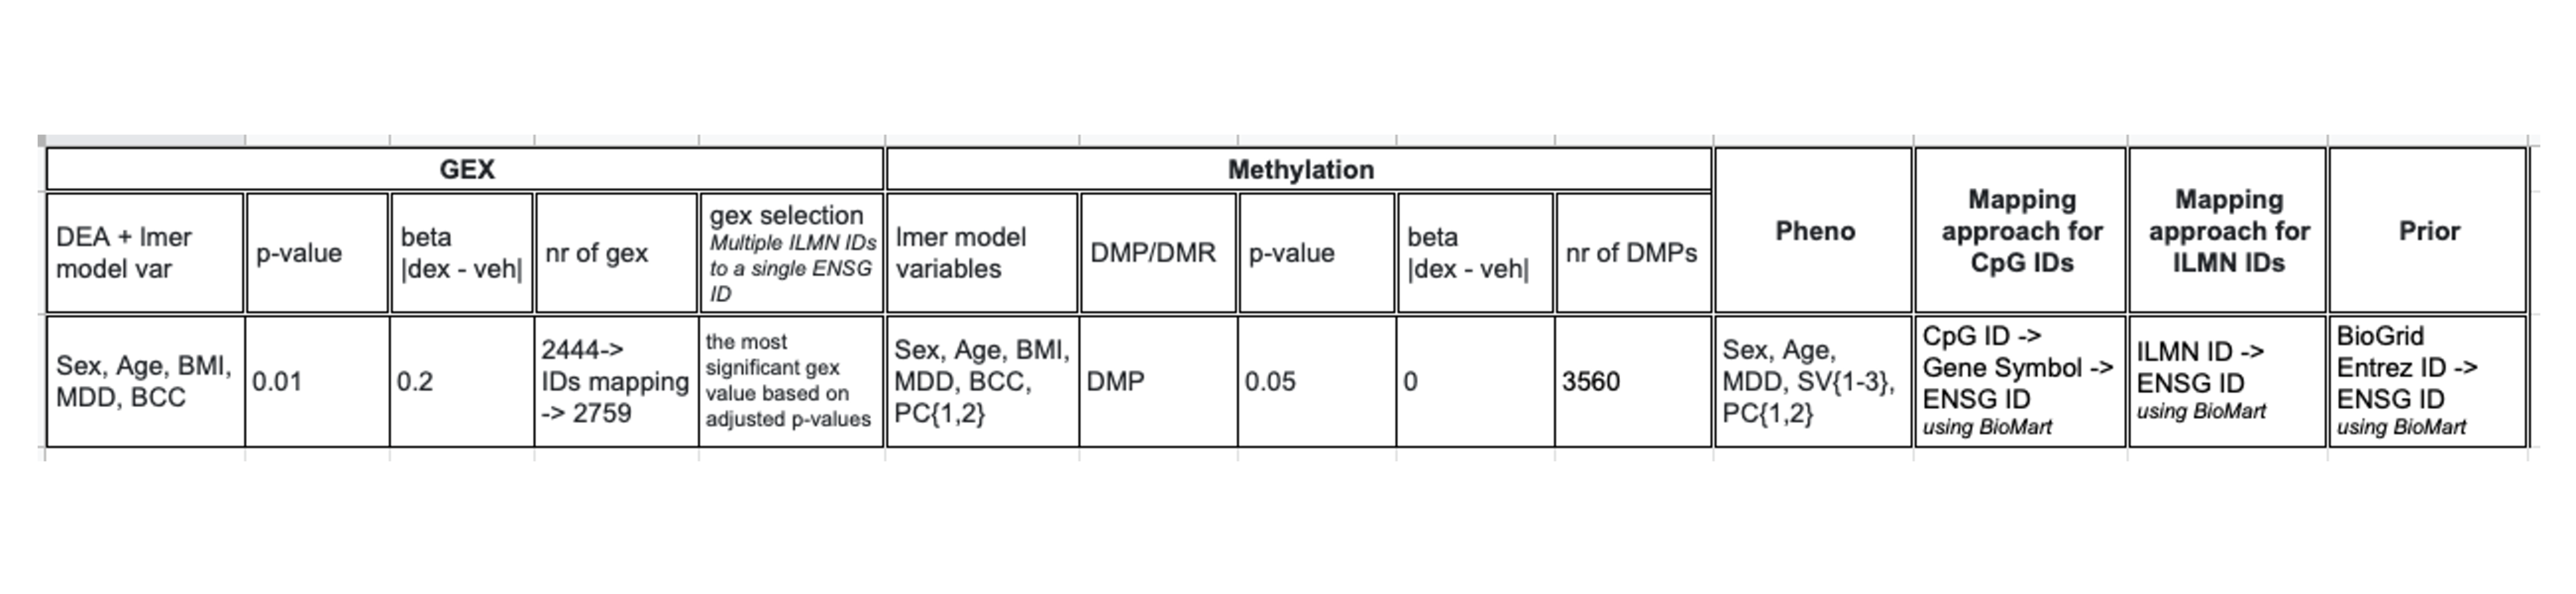 GEX
Methylation
Pheno
Mapping
approach for
CpG IDs
Mapping
approach for
ILMN IDs
Prior
DEA + lmer
model var
p-value
beta
|dex - veh|
nr of gex
gex selection
Multiple ILMN IDs
to a single ENSG
ID
lmer model
variables
DMP/DMR
p-value
beta
|dex - veh|
nr of DMPs
Sex, Age, BMI,
MDD, BCC
0.01
0.2
2444->
IDs mapping
-> 2759
the most
significant gex
value based on
adjusted p-values
Sex, Age, BMI,
MDD, BCC,
PC{1,2}
DMP
0.05
0
3560
Sex, Age,
MDD, SV{1-3},
PC{1,2}
CpG ID ->
Gene Symbol ->
ENSG ID
using BioMart
ILMN ID ->
ENSG ID
using BioMart
BioGrid
Entrez ID ->
ENSG ID
using BioMart